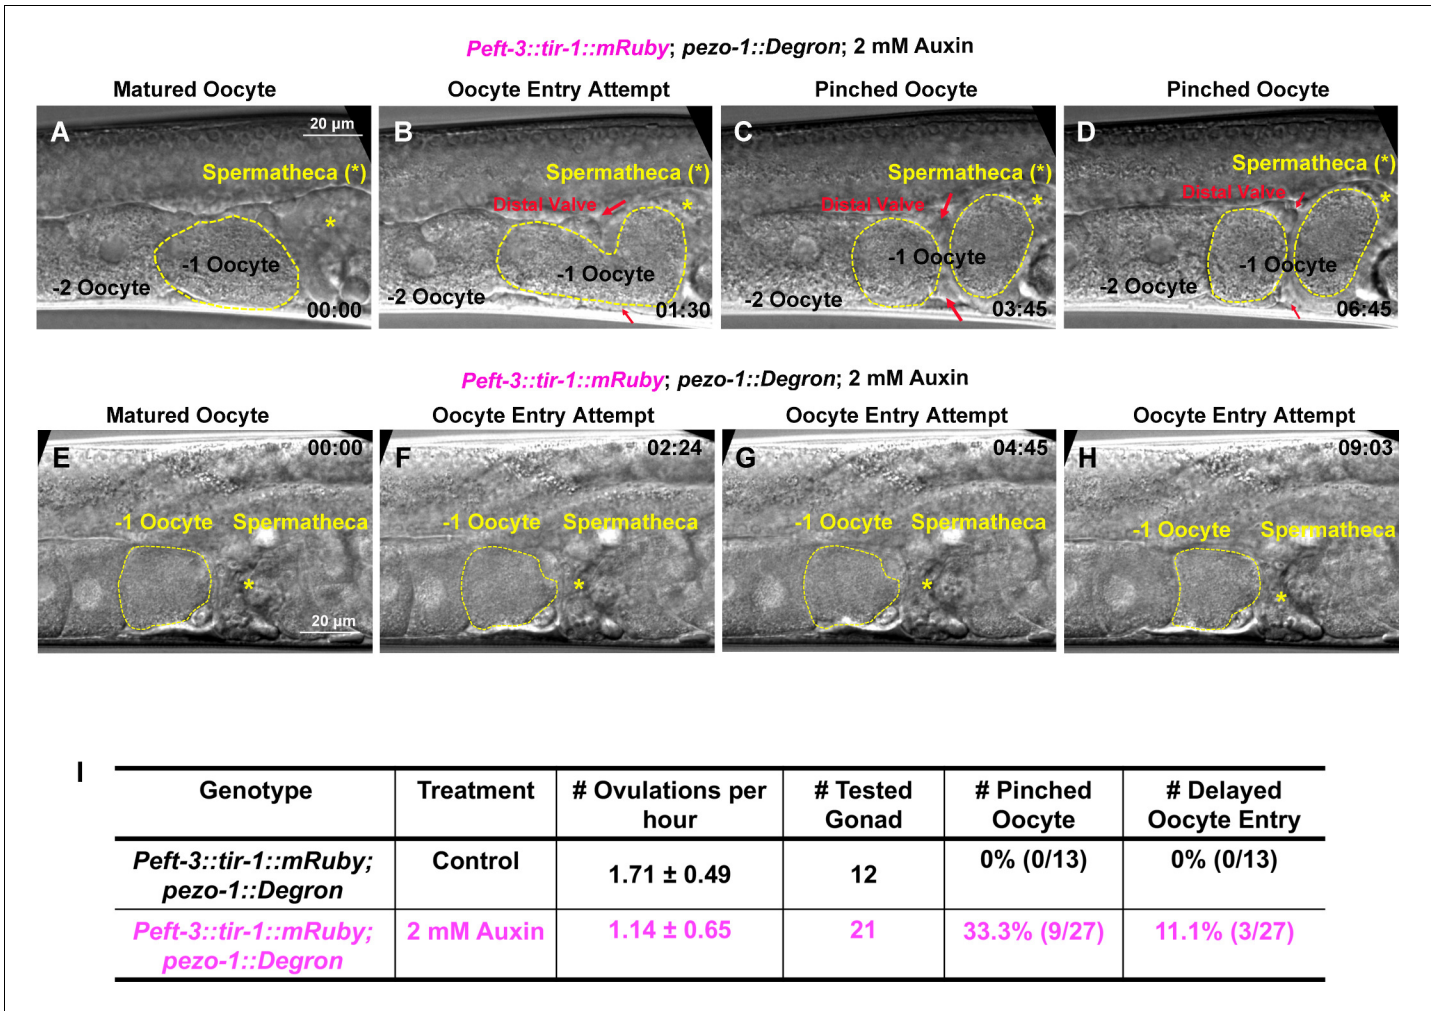 Peft-3::tir-1::mRuby; pezo-1::Degron; 2 mM Auxin
Matured Oocyte
Oocyte Entry Attempt
Pinched Oocyte
Pinched Oocyte
A
20 µm
Spermatheca (*)
*
-1 Oocyte
-2 Oocyte
00:00
B
Spermatheca (*)
Distal Valve
*
-1 Oocyte
-2 Oocyte
01:30
C
Spermatheca (*)
Distal Valve
*
-1 Oocyte
-2 Oocyte
03:45
D
Spermatheca (*)
Distal Valve
*
-1 Oocyte
-2 Oocyte
06:45
Peft-3::tir-1::mRuby; pezo-1::Degron; 2 mM Auxin
Matured Oocyte
Oocyte Entry Attempt
Oocyte Entry Attempt
Oocyte Entry Attempt
E
00:00
-1 Oocyte
Spermatheca
*
20 µm
F
02:24
-1 Oocyte
Spermatheca
*
G
04:45
-1 Oocyte
Spermatheca
*
H
09:03
-1 Oocyte
Spermatheca
*
I
Genotype
Treatment
# Ovulations per
hour
# Tested
Gonad
# Pinched
Oocyte
# Delayed
Oocyte Entry
Peft-3::tir-1::mRuby;
pezo-1::Degron
Control
1.71 ± 0.49
12
0% (0/13)
0% (0/13)
Peft-3::tir-1::mRuby;
pezo-1::Degron
2 mM Auxin
1.14 ± 0.65
21
33.3% (9/27)
11.1% (3/27)